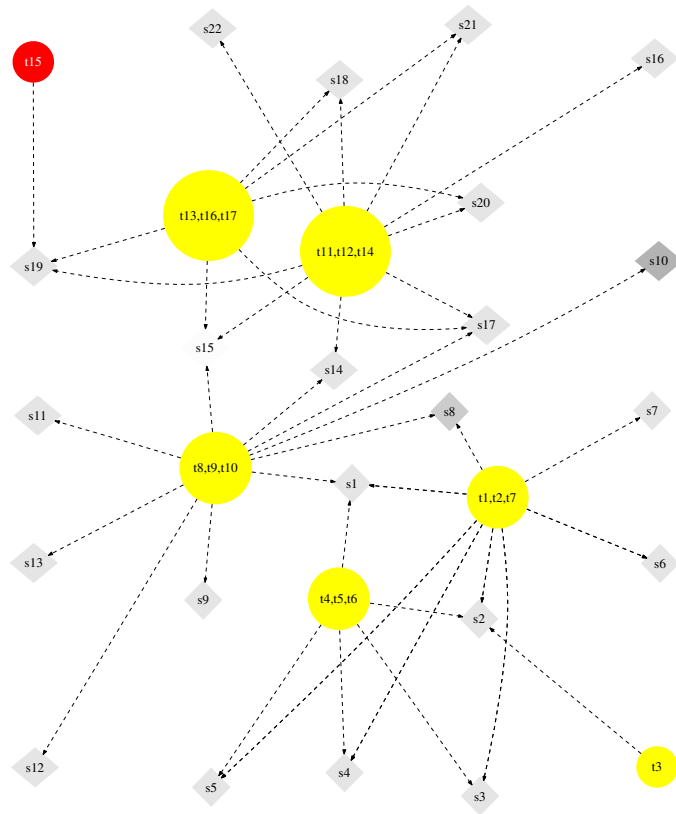 s22
s21
s16
t15
s18
t13,t16,t17
s20
t11,t12,t14
s19
s10
s17
s15
s14
s11
s8
s7
t8,t9,t10
s1
t1,t2,t7
s13
s6
s9
t4,t5,t6
s2
s12
s5
s4
t3
s3